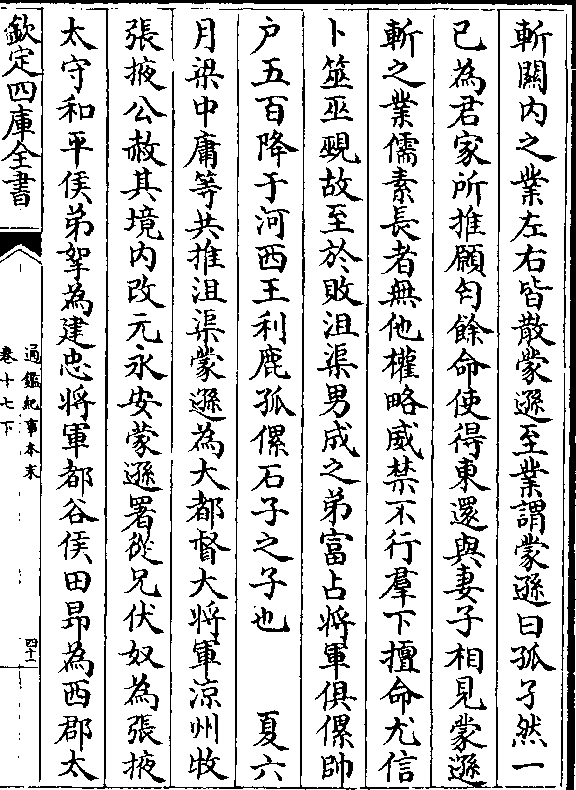 斬關内之業左右皆散蒙遜至業謂蒙遜曰孤孑然一
已為君家所推願匄餘命使得東還與妻子相見蒙遜
斬之業儒素長者無他權略威禁不行羣下擅命尤信
卜筮巫覡故至於敗沮渠男成之弟富占將軍俱傫帥
户五百降于河西王利鹿孤傫石子之子也　夏六
月梁中庸等共推沮渠蒙遜為大都督大將軍涼州牧
張掖公赦其境内改元永安蒙遜署從兄伏奴為張掖
太守和平侯弟挐為建忠將軍都谷侯田昂為西郡太
欽定四庫全書
通鑑紀事本末
卷十七下
四十二